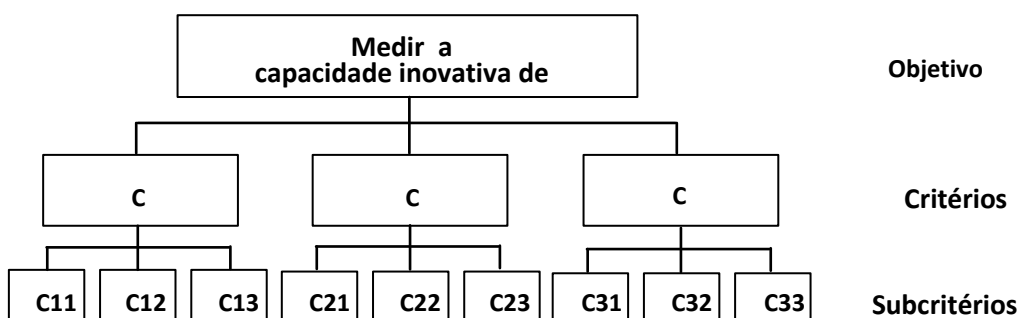 Medir a
capacidade inovativa de
Objetivo
C C C
Critérios
C11 C12 C13 C21 C22 C23 C31 C32 C33
Subcritérios